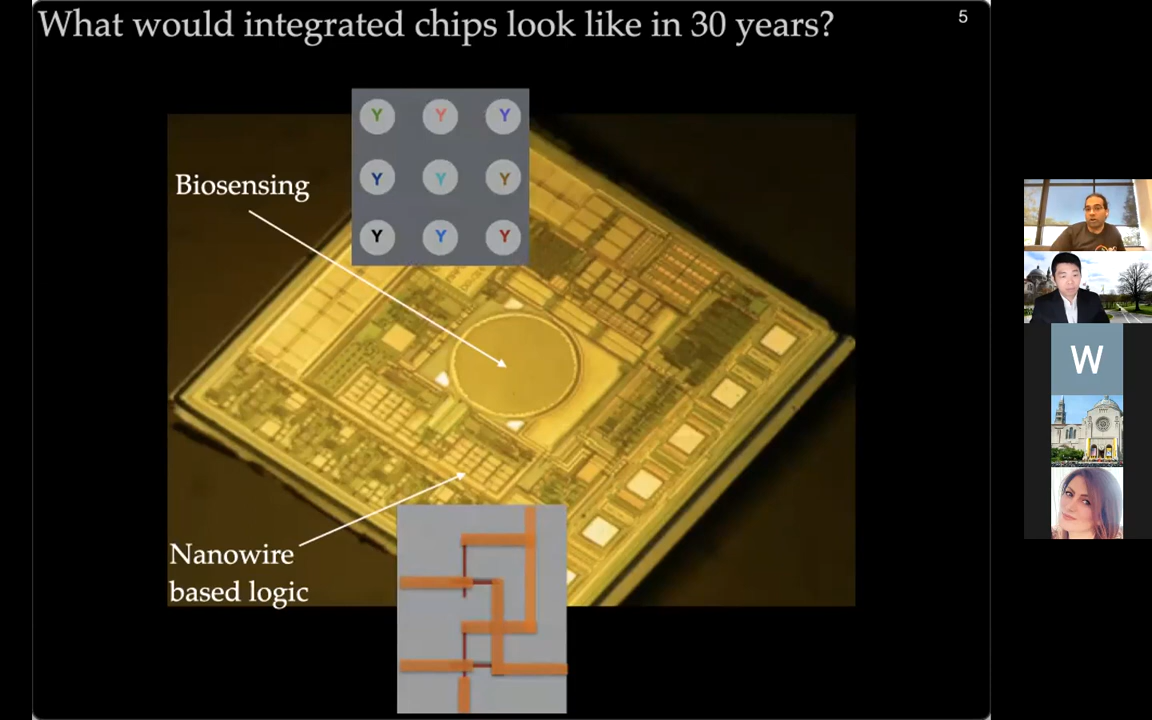 What would integrated chips look like in 30 years?
5
Y Y Y
Biosensing
Y Y Y
Y Y Y
W
Nanowire
based logic